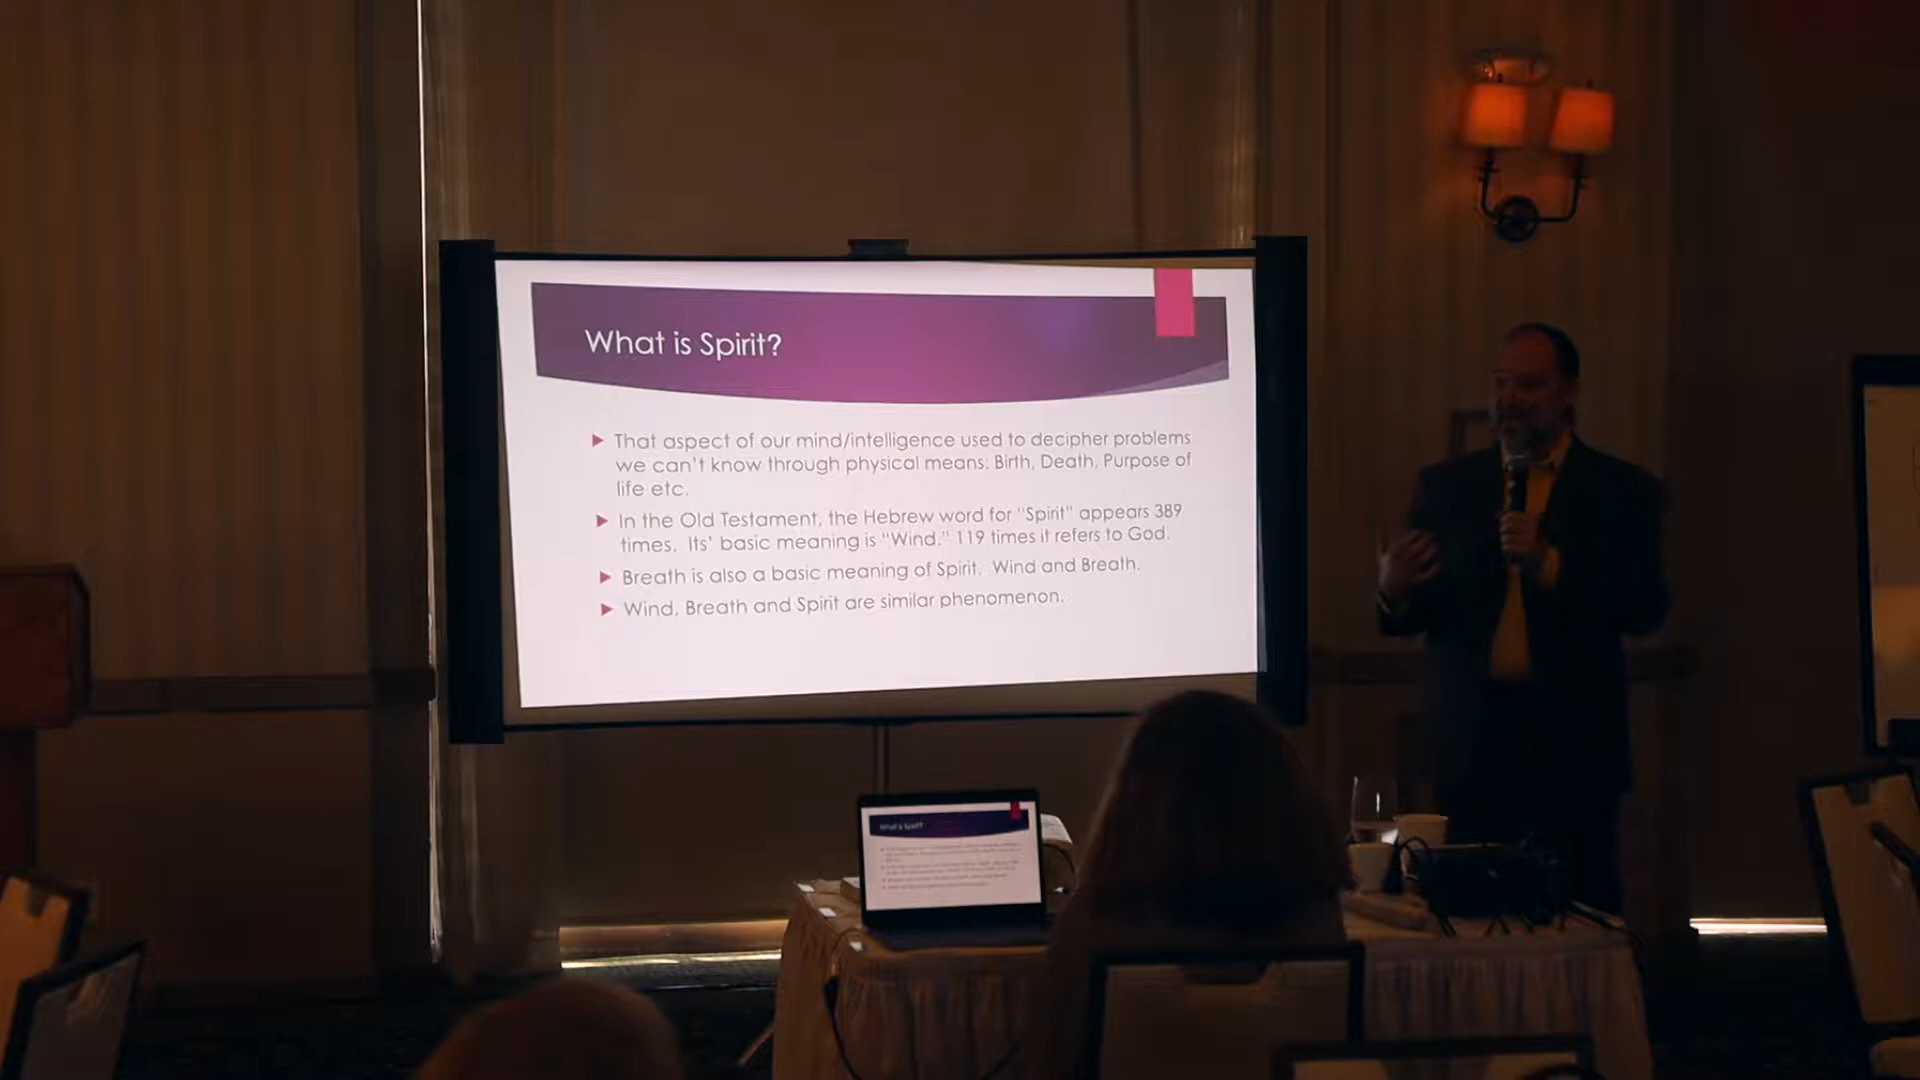 What is Spirit?
That aspect of our mind/intelligence used to decipher problems
we can't know through physical means: Birth, Death, Purpose of
life etc.
In the Old Testament, the Hebrew word for "Spirit" appears 389
times. Its' basic meaning is "Wind." 119 times it refers to God.
Breath is also a basic meaning of Spirit. Wind and Breath.
Wind, Breath and Spirit are similar phenomenon.
What is Spirit?